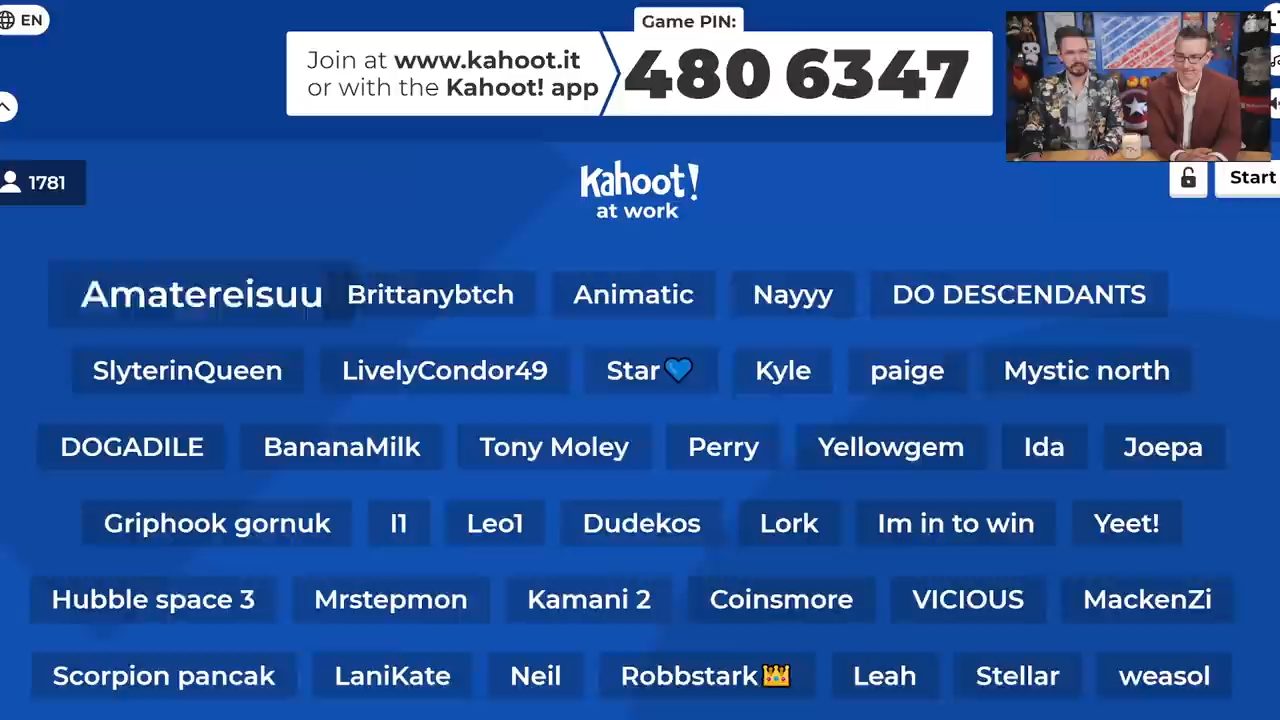 EN
Game PIN:
Join at www.kahoot.it
or with the Kahoot! app
480 6347
1781
Kahoot!
at work
Start
Amatereisuu Brittanybtch Animatic Nayyy DO DESCENDANTS
SlyterinQueen LivelyCondor49 Star💙 Kyle paige Mystic north
DOGADILE BananaMilk Tony Moley Perry Yellowgem Ida Joepa
Griphook gornuk I1 Leo1 Dudekos Lork Im in to win Yeet!
Hubble space 3 Mrstepmon Kamani 2 Coinsmore VICIOUS MackenZi
Scorpion pancak LaniKate Neil Robbstark👑 Leah Stellar weasol